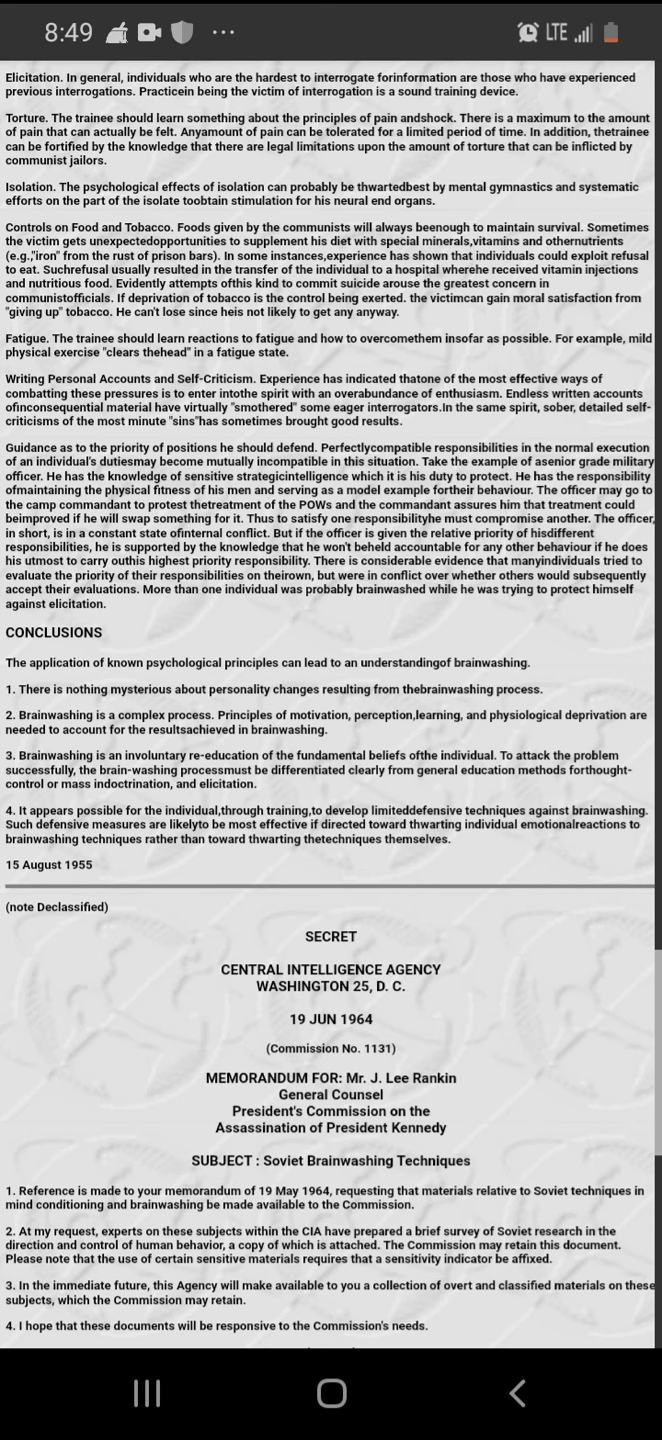 8:49
LTE
Elicitation. In general, individuals who are the hardest to interrogate forinformation are those who have experienced
previous interrogations. Practicein being the victim of interrogation is a sound training device.
Torture. The trainee should learn something about the principles of pain andshock. There is a maximum to the amount
of pain that can actually be felt. Anyamount of pain can be tolerated for a limited period of time. In addition, thetrainee
can be fortified by the knowledge that there are legal limitations upon the amount of torture that can be inflicted by
communist jailors.
Isolation. The psychological effects of isolation can probably be thwartedbest by mental gymnastics and systematic
efforts on the part of the isolate toobtain stimulation for his neural end organs.
Controls on Food and Tobacco. Foods given by the communists will always beenough to maintain survival. Sometimes
the victim gets unexpectedopportunities to supplement his diet with special minerals,vitamins and othernutrients
(e.g.,"iron" from the rust of prison bars). In some instances,experience has shown that individuals could exploit refusal
to eat. Suchrefusal usually resulted in the transfer of the individual to a hospital wherehe received vitamin injections
and nutritious food. Evidently attempts ofthis kind to commit suicide arouse the greatest concern in
communistofficials. If deprivation of tobacco is the control being exerted. the victimcan gain moral satisfaction from
"giving up" tobacco. He can't lose since heis not likely to get any anyway.
Fatigue. The trainee should learn reactions to fatigue and how to overcomethem insofar as possible. For example, mild
physical exercise "clears thehead" in a fatigue state.
Writing Personal Accounts and Self-Criticism. Experience has indicated thatone of the most effective ways of
combatting these pressures is to enter intothe spirit with an overabundance of enthusiasm. Endless written accounts
ofinconsequential material have virtually "smothered" some eager interrogators.In the same spirit, sober, detailed self-
criticisms of the most minute "sins"has sometimes brought good results.
Guidance as to the priority of positions he should defend. Perfectlycompatible responsibilities in the normal execution
of an individual's dutiesmay become mutually incompatible in this situation. Take the example of asenior grade military
officer. He has the knowledge of sensitive strategicintelligence which it is his duty to protect. He has the responsibility
ofmaintaining the physical fitness of his men and serving as a model example fortheir behaviour. The officer may go to
the camp commandant to protest thetreatment of the POWs and the commandant assures him that treatment could
beimproved if he will swap something for it. Thus to satisfy one responsibilityhe must compromise another. The officer,
in short, is in a constant state ofinternal conflict. But if the officer is given the relative priority of hisdifferent
responsibilities, he is supported by the knowledge that he won't beheld accountable for any other behaviour if he does
his utmost to carry outhis highest priority responsibility. There is considerable evidence that manyindividuals tried to
evaluate the priority of their responsibilities on theirown, but were in conflict over whether others would subsequently
accept their evaluations. More than one individual was probably brainwashed while he was trying to protect himself
against elicitation.
CONCLUSIONS
The application of known psychological principles can lead to an understandingof brainwashing.
1. There is nothing mysterious about personality changes resulting from thebrainwashing process.
2. Brainwashing is a complex process. Principles of motivation, perception,learning, and physiological deprivation are
needed to account for the resultsachieved in brainwashing.
3. Brainwashing is an involuntary re-education of the fundamental beliefs ofthe individual. To attack the problem
successfully, the brain-washing processmust be differentiated clearly from general education methods forthought-
control or mass indoctrination, and elicitation.
4. It appears possible for the individual,through training,to develop limiteddefensive techniques against brainwashing.
Such defensive measures are likelyto be most effective if directed toward thwarting individual emotionalreactions to
brainwashing techniques rather than toward thwarting thetechniques themselves.
15 August 1955
(note Declassified)
SECRET
CENTRAL INTELLIGENCE AGENCY
WASHINGTON 25, D. C.
19 JUN 1964
(Commission No. 1131)
MEMORANDUM FOR: Mr. J. Lee Rankin
General Counsel
President's Commission on the
Assassination of President Kennedy
SUBJECT : Soviet Brainwashing Techniques
1. Reference is made to your memorandum of 19 May 1964, requesting that materials relative to Soviet techniques in
mind conditioning and brainwashing be made available to the Commission.
2. At my request, experts on these subjects within the CIA have prepared a brief survey of Soviet research in the
direction and control of human behavior, a copy of which is attached. The Commission may retain this document.
Please note that the use of certain sensitive materials requires that a sensitivity indicator be affixed.
3. In the immediate future, this Agency will make available to you a collection of overt and classified materials on these
subjects, which the Commission may retain.
4. I hope that these documents will be responsive to the Commission's needs.